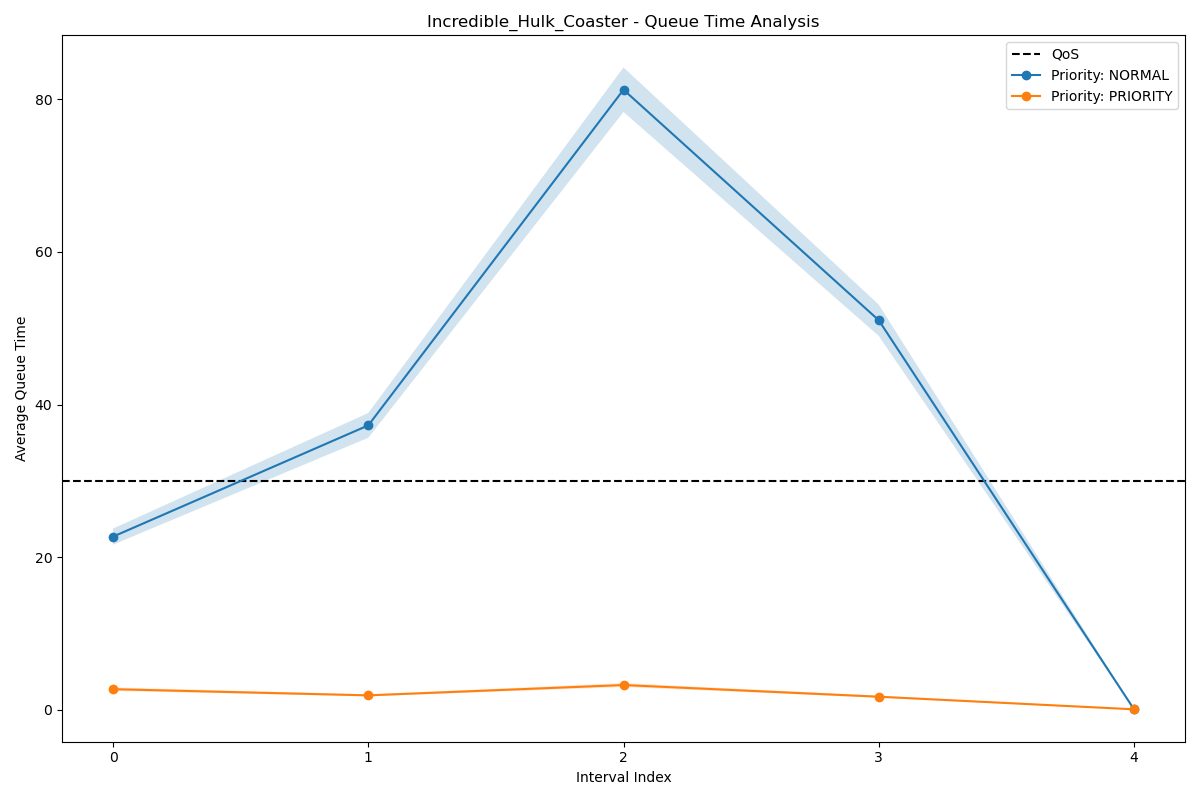 Incredible_Hulk_Coaster - Queue Time Analysis
QoS
Priority: NORMAL
Priority: PRIORITY
Average Queue Time
80
60
40
20
0
0 1 2 3 4
Interval Index